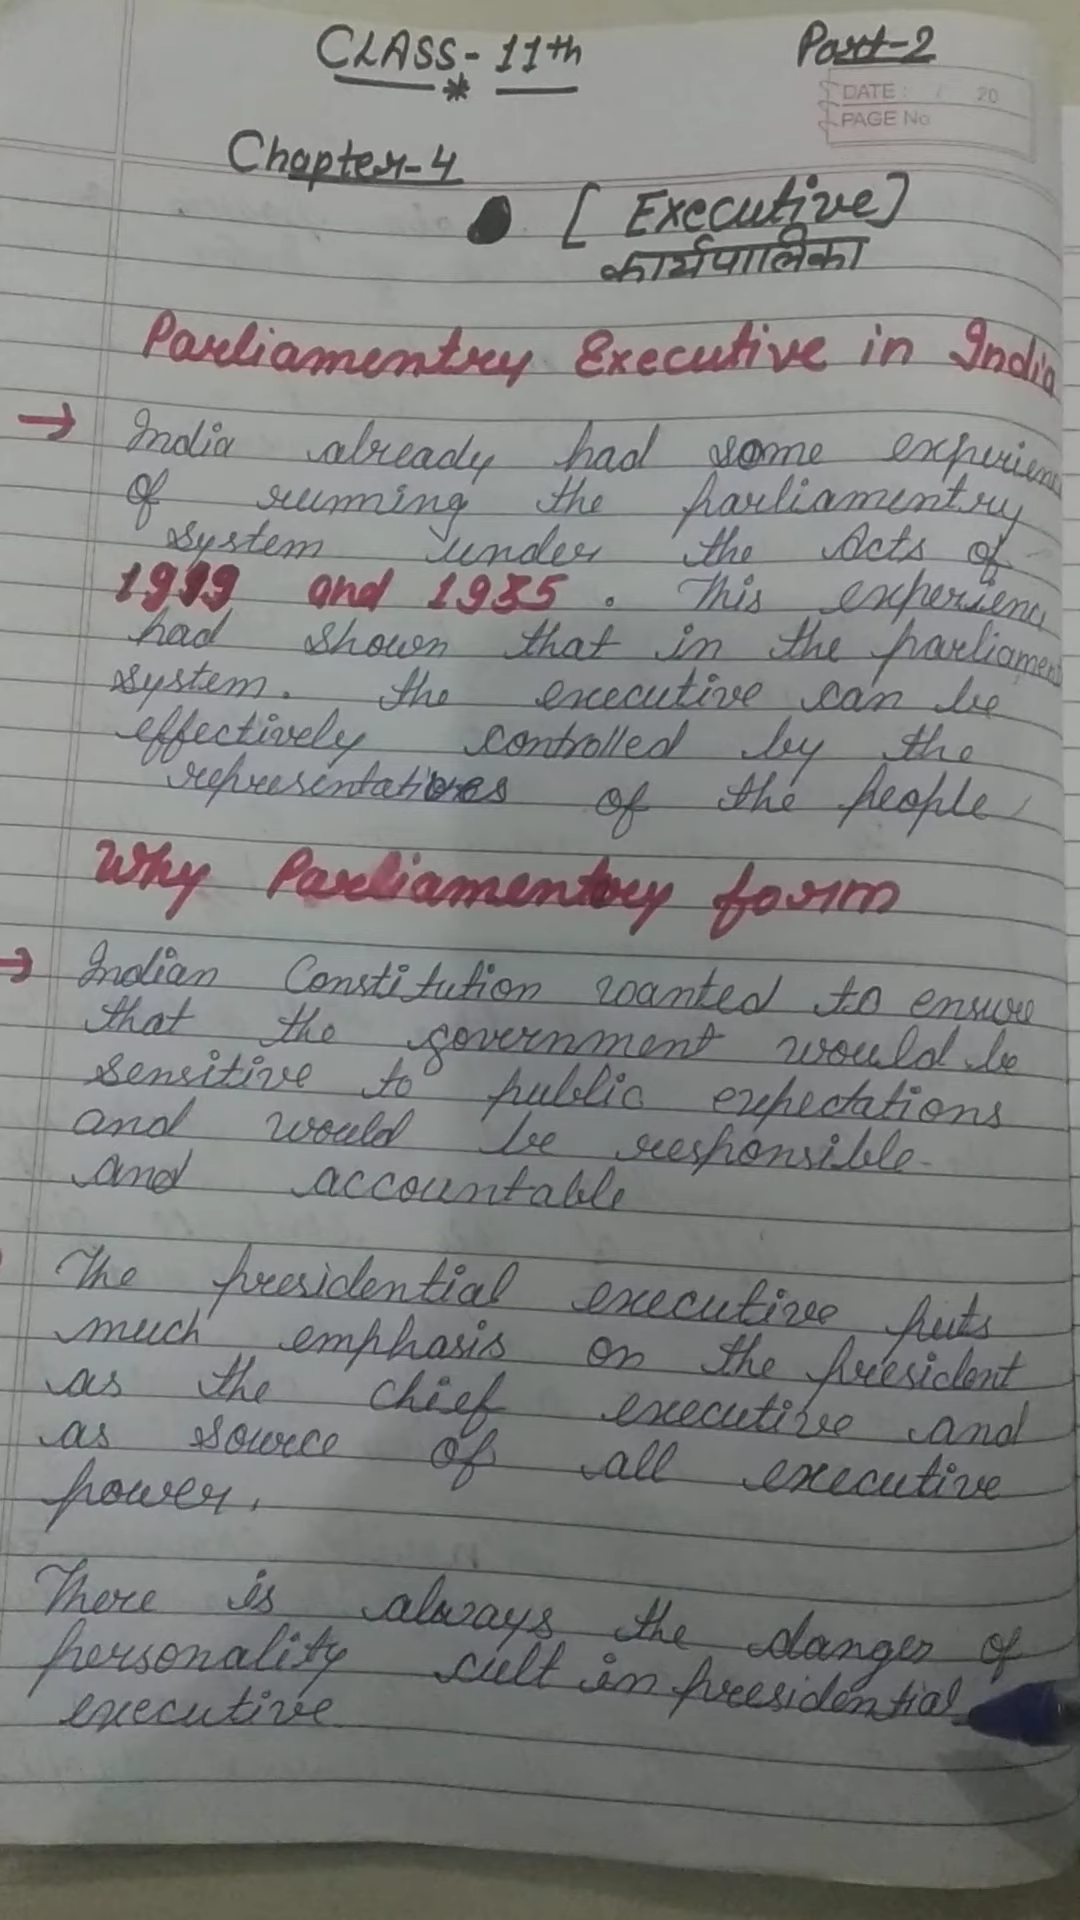 CLASS-11th
Part-2
DATE: / 20
PAGE No
Chapter-4
[Executive]
कार्यपालिका
Parliamentry Executive in India
→ India already had some experienc
of running the parliamentry
system under the Acts of
1919 and 1935. This experienc
had shown that in the parliamen
system. the executive can be
effectively controlled by the
representatives of the people
Why Parliamentory form
→ Indian Constitution wanted to ensure
that the government would be
sensitive to public expectations
and would be responsible
and accountable
The presidential executive puts
much emphasis on the president
as the chief executive and
as source of all executive
power.
There is always the danger of
personality cult in presidential
executive